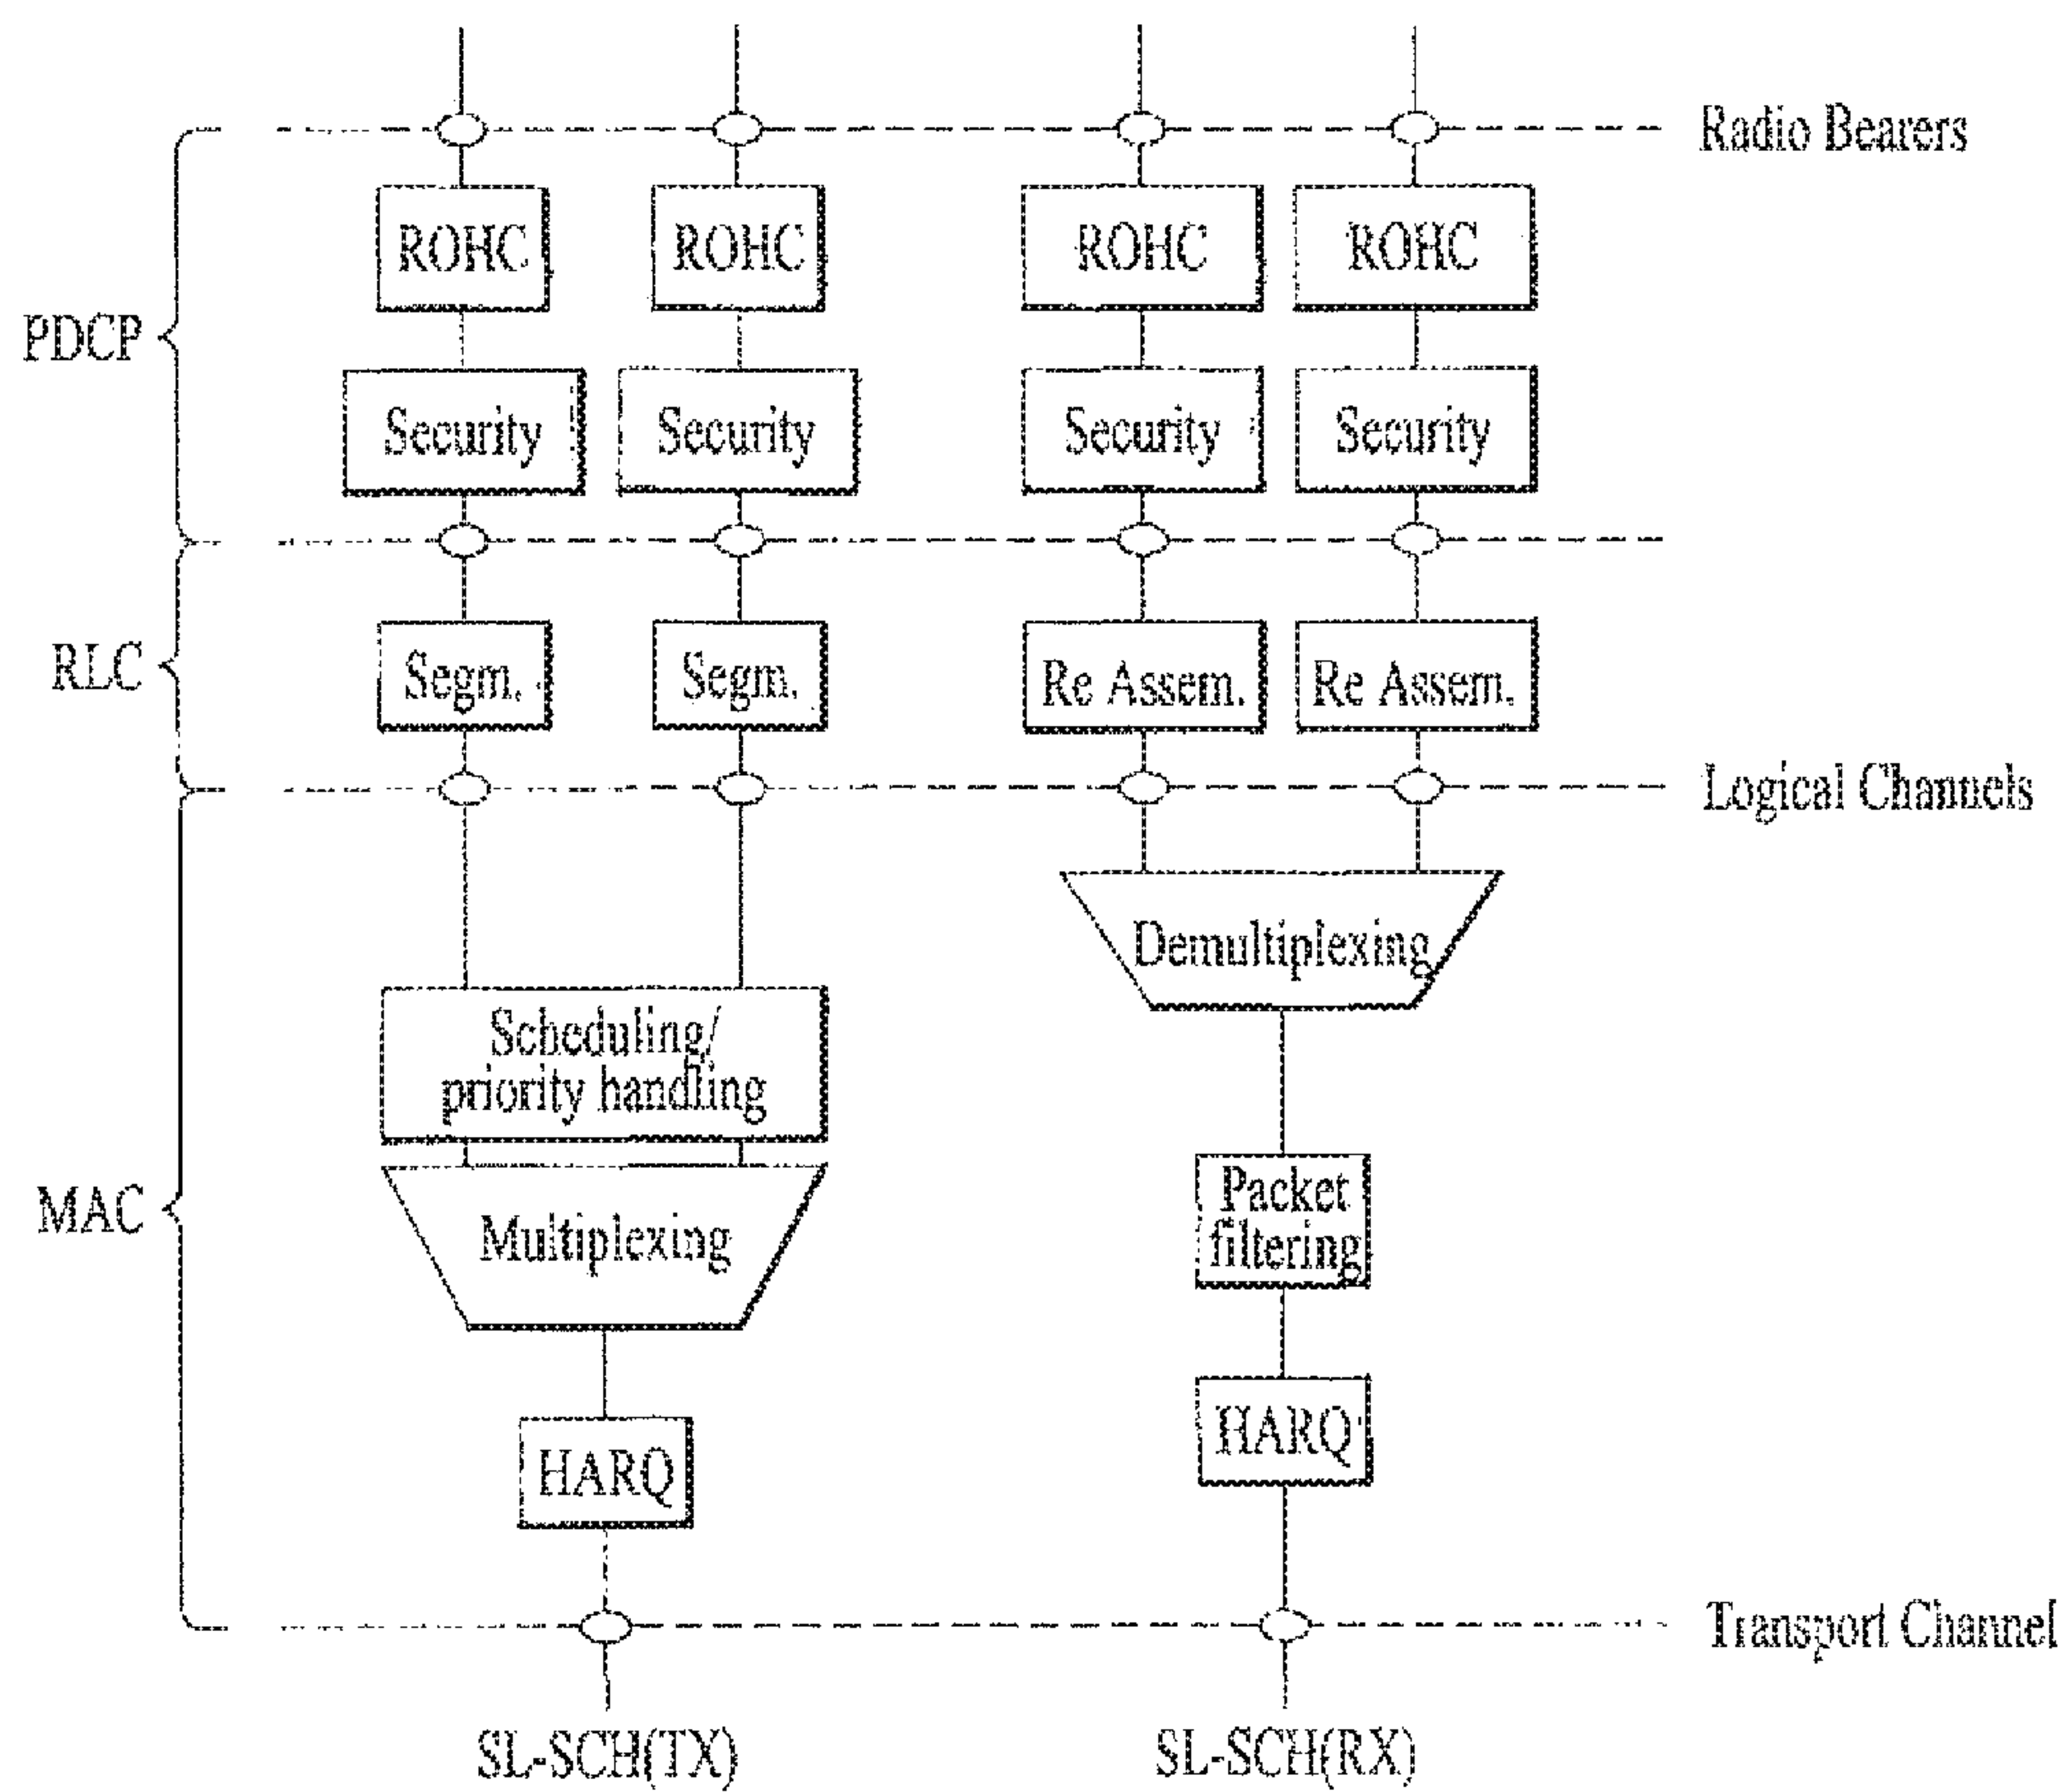 Radio Bearers
ROHC
ROHC
ROHC
ROHC
PDCP
Security
Security
Security
Security
RLC
Segm.
Segm.
Re Assem.
Re Assem.
Logical Channels
Demultiplexing
Scheduling/
priority handling
Packet
filtering
MAC
Multiplexing
HARQ
HARQ
Transport Channel
SL-SCH(TX)
SL-SCH(RX)